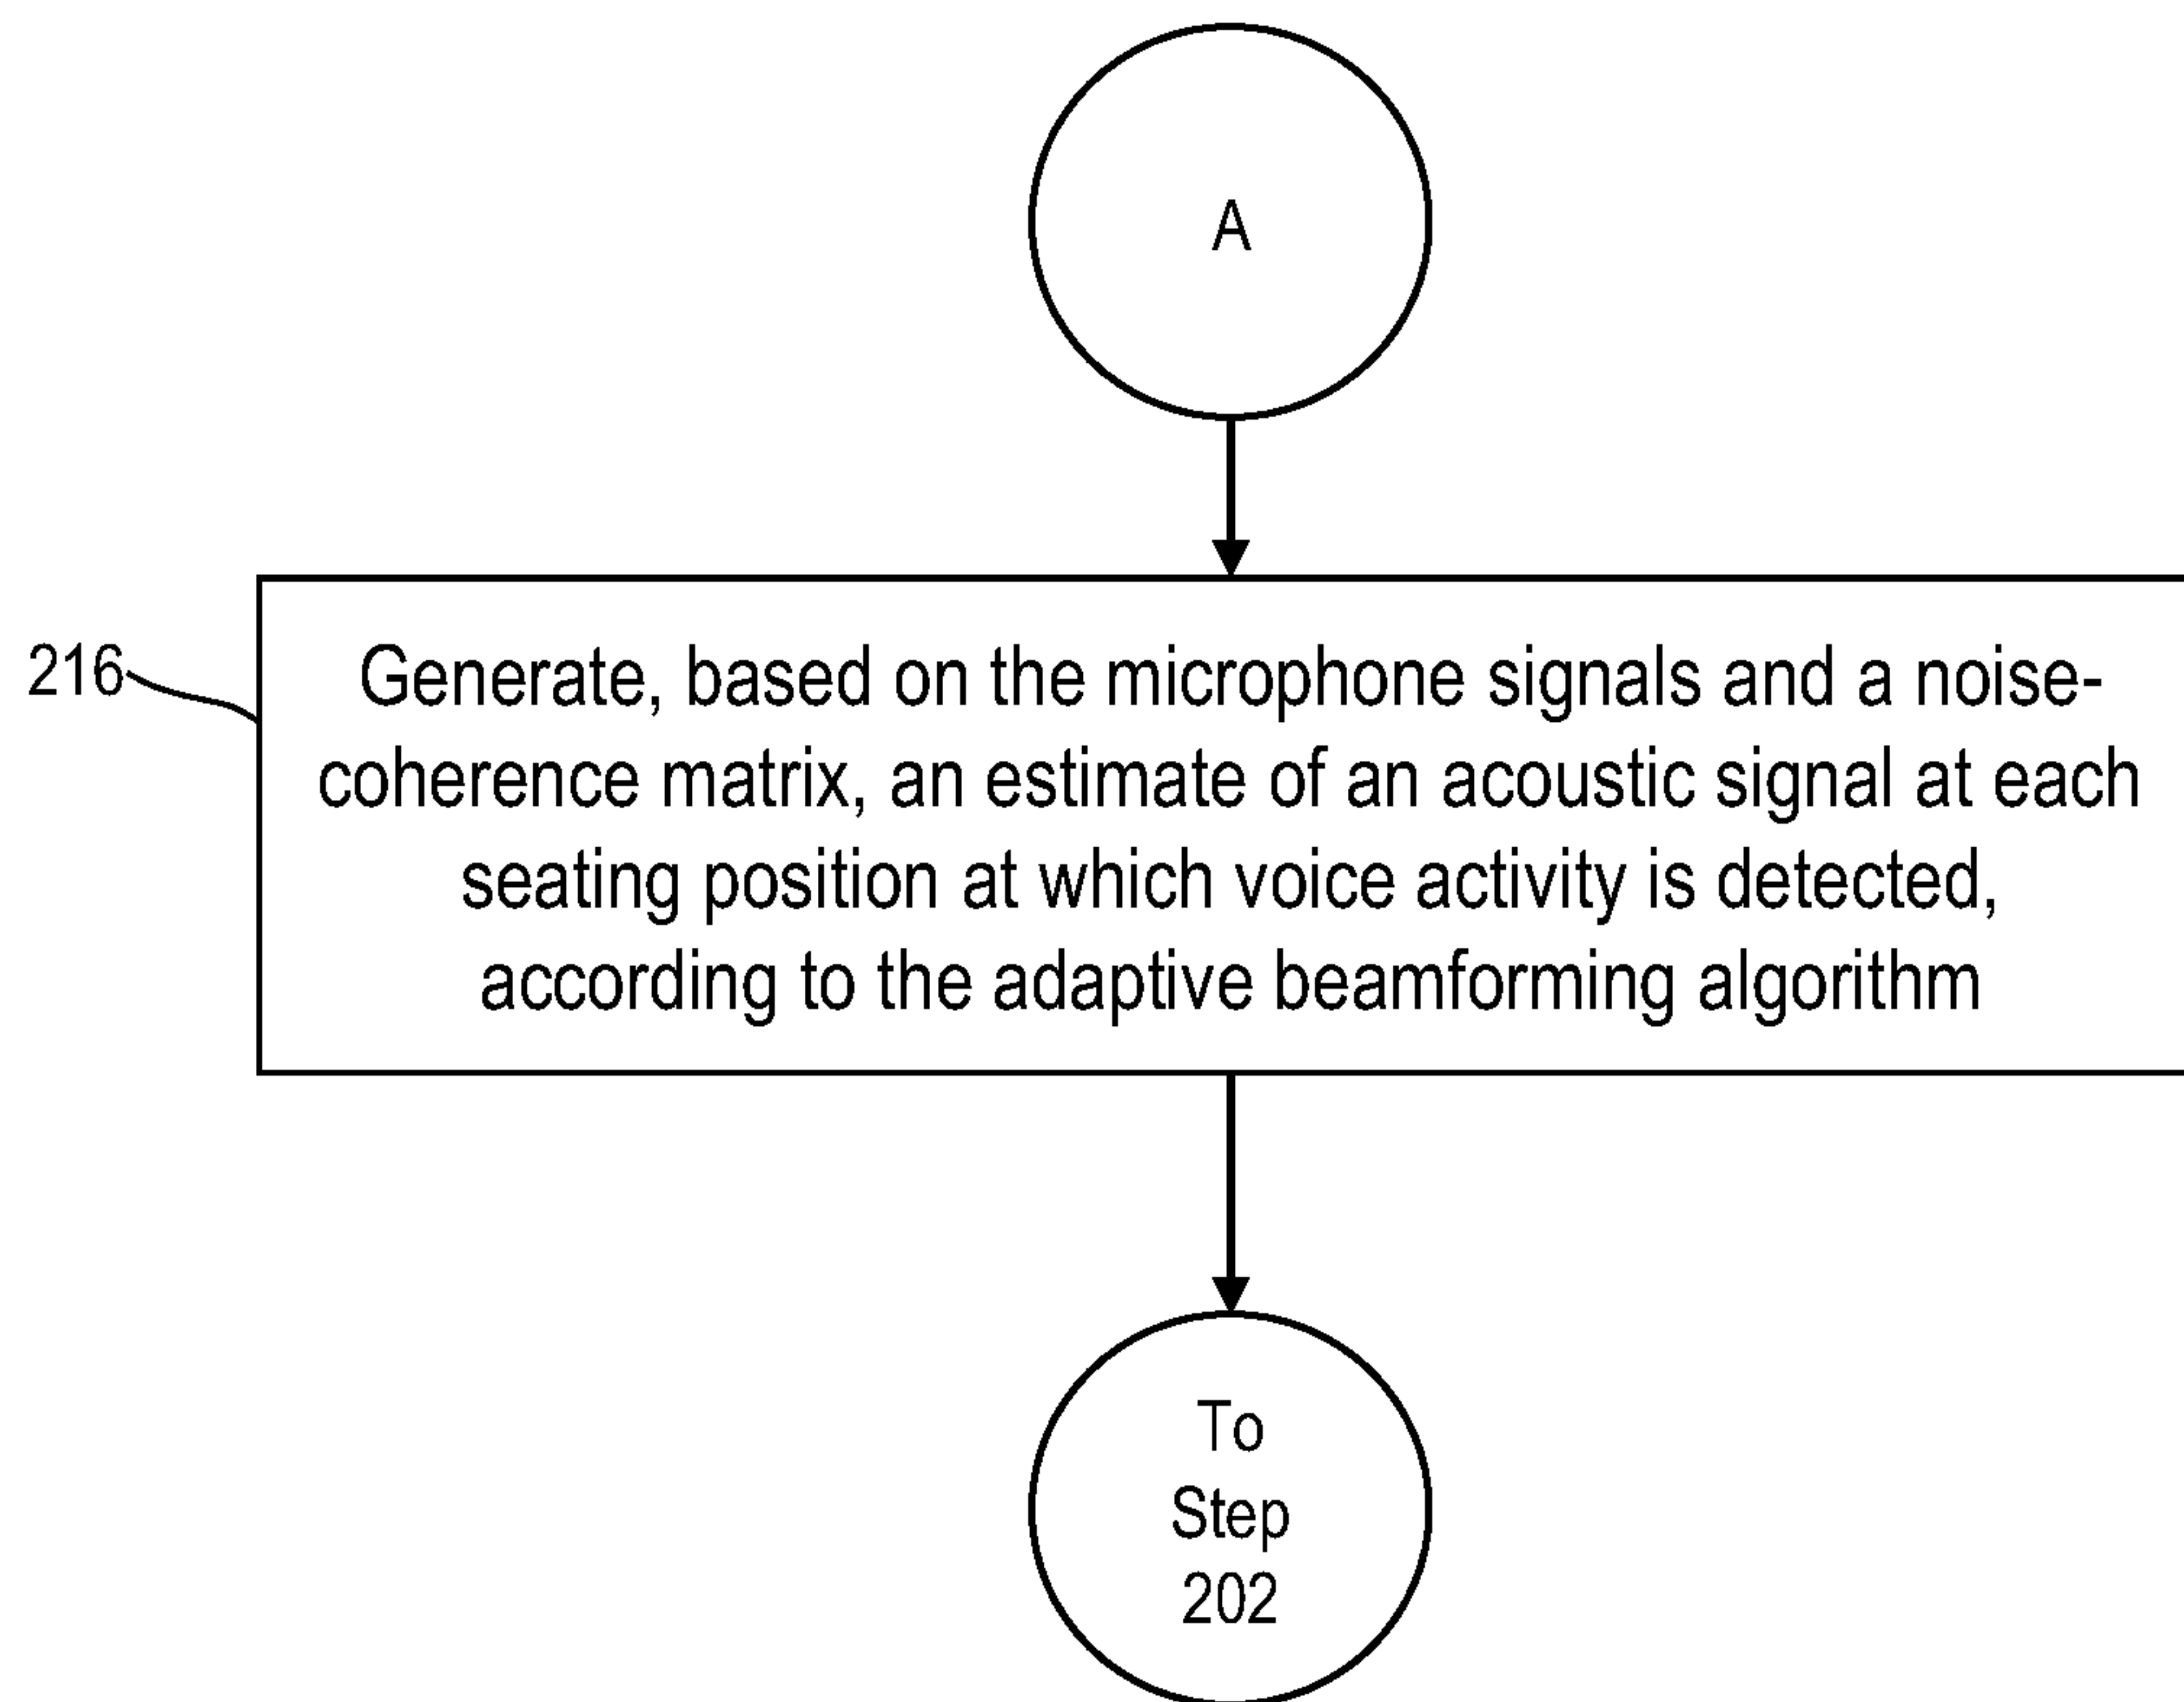 A
216
Generate, based on the microphone signals and a noise-
coherence matrix, an estimate of an acoustic signal at each
seating position at which voice activity is detected,
according to the adaptive beamforming algorithm
To
Step
202